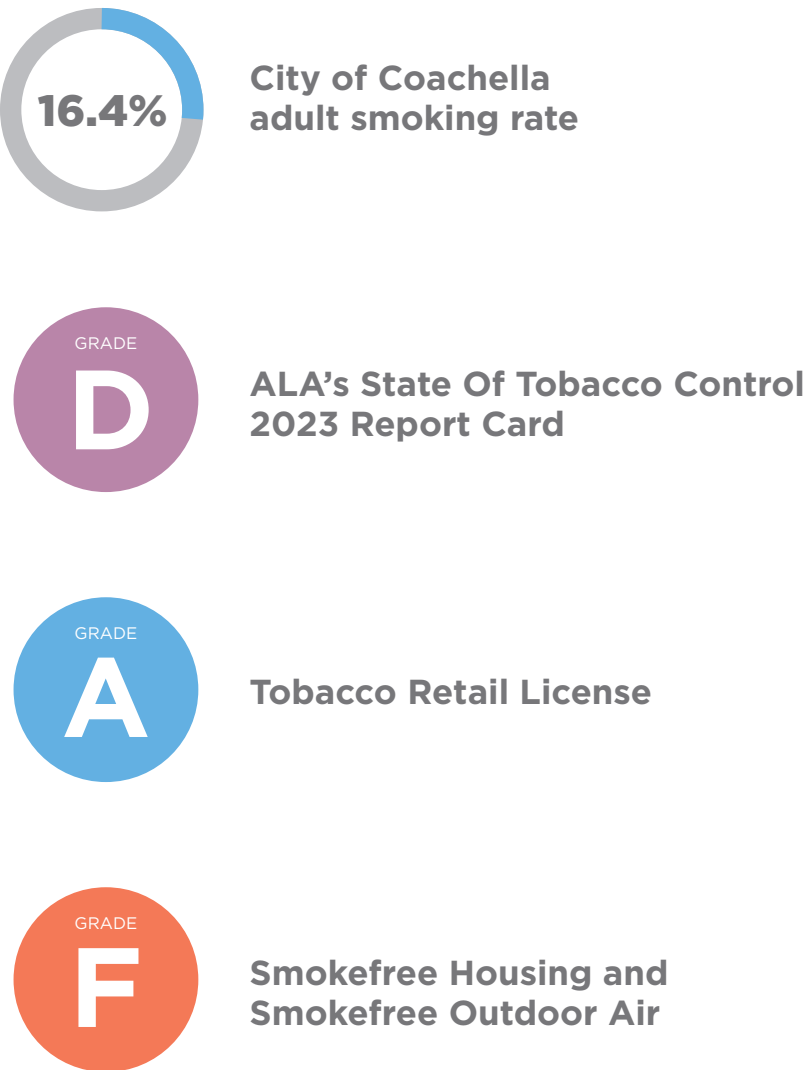 16.4%
City of Coachella
adult smoking rate
GRADE
D
ALA’s State Of Tobacco Control
2023 Report Card
GRADE
A
Tobacco Retail License
GRADE
F
Smokefree Housing and
Smokefree Outdoor Air